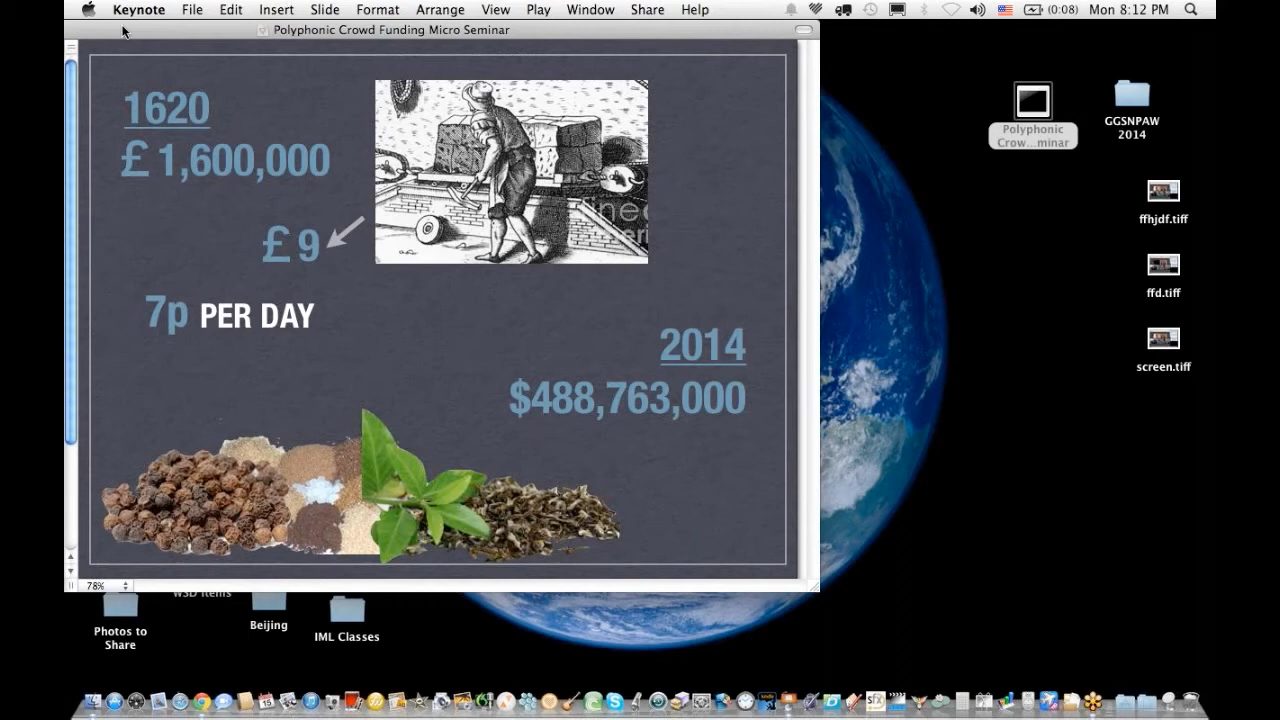 Keynote File Edit Insert Slide Format Arrange View Play Window Share Help (0:08) Mon 8:12 PM
Polyphonic Crowd Funding Micro Seminar
1620
£ 1,600,000
£ 9
7p PER DAY
2014
$488,763,000
78%
Polyphonic
Crow...minar
GGSNPAW
2014
ffhjdf.tiff
ffd.tiff
screen.tiff
WSD Items
Photos to
Share
Beijing
IML Classes